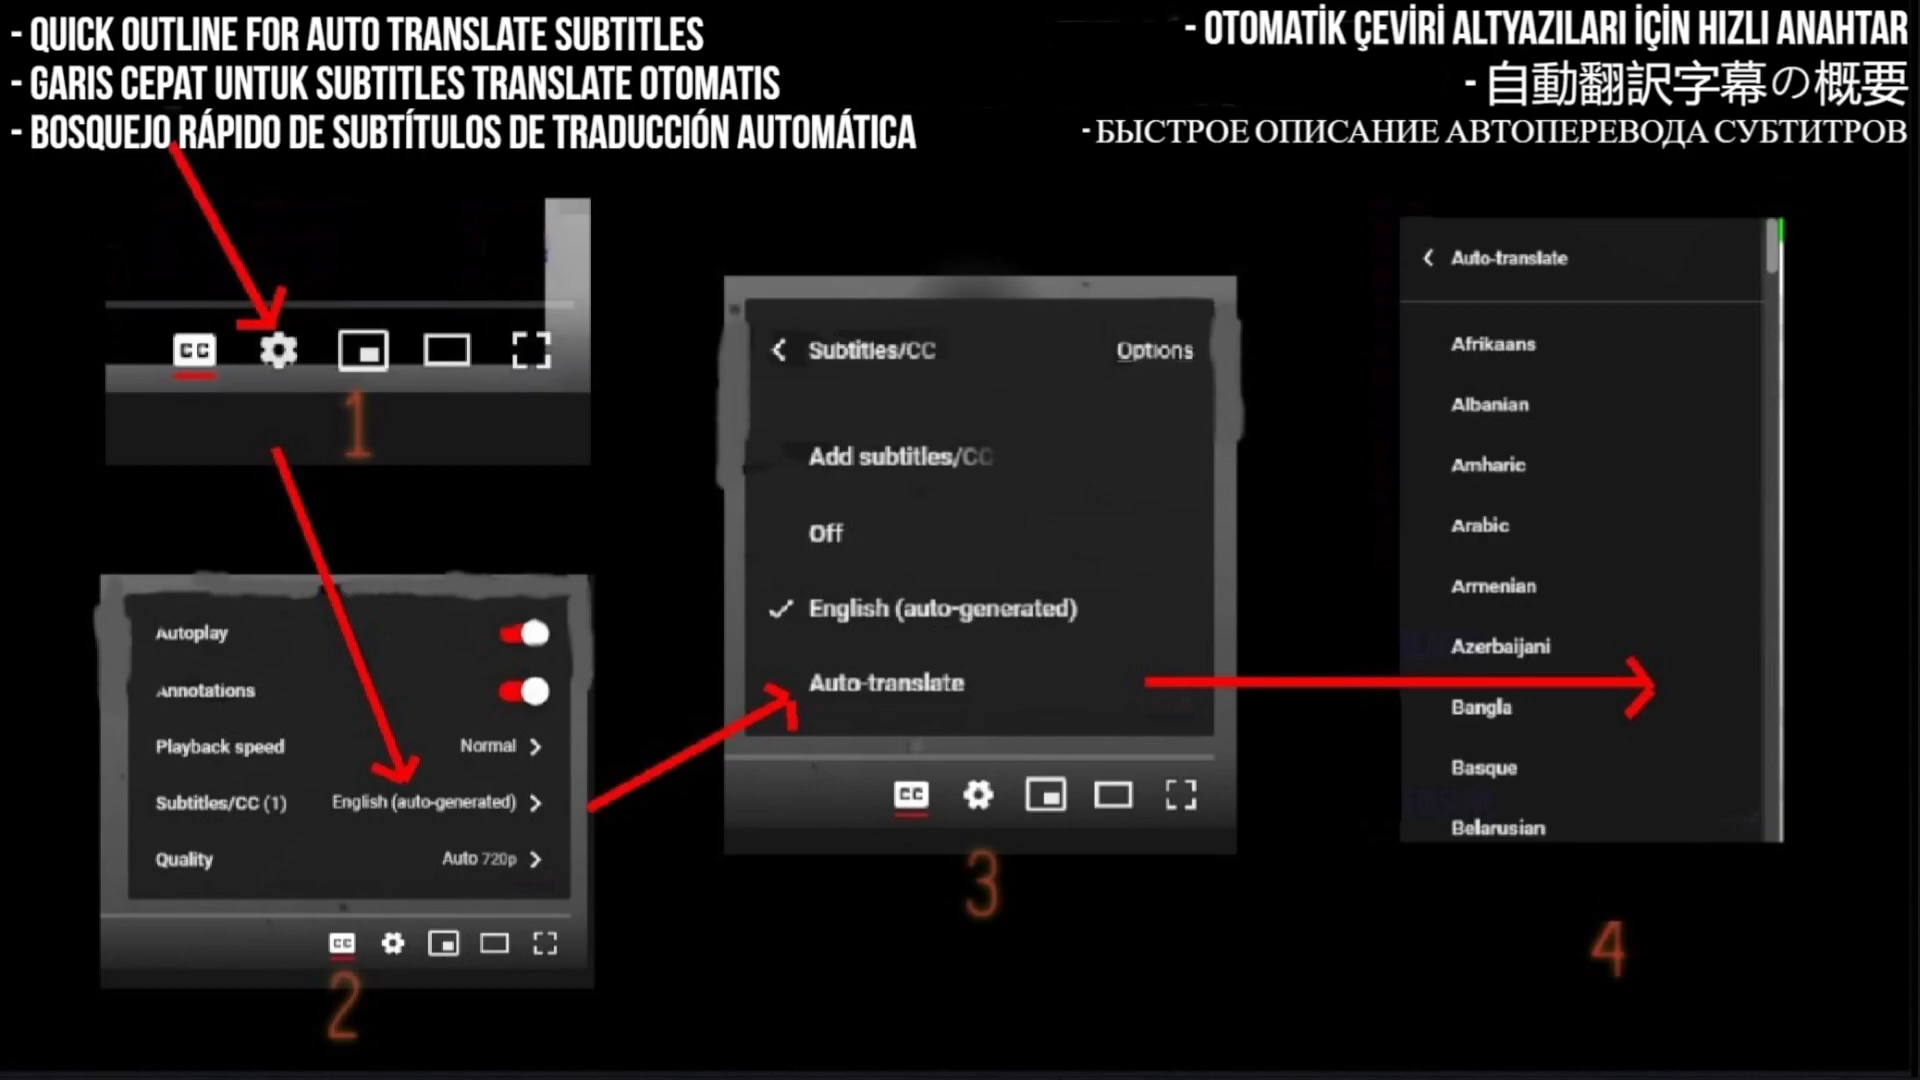 - QUICK OUTLINE FOR AUTO TRANSLATE SUBTITLES
- GARIS CEPAT UNTUK SUBTITLES TRANSLATE OTOMATIS
- BOSQUEJO RÁPIDO DE SUBTÍTULOS DE TRADUCCIÓN AUTOMÁTICA
- OTOMATİK ÇEVİRİ ALTYAZILARI İÇİN HIZLI ANAHTAR
- 自動翻訳字幕の概要
- БЫСТРОЕ ОПИСАНИЕ АВТОПЕРЕВОДА СУБТИТРОВ
CC
1
Autoplay
Annotations
Playback speed Normal
Subtitles/CC (1) English (auto-generated)
Quality Auto 720p
CC
2
Subtitles/CC Options
Add subtitles/CC
Off
English (auto-generated)
Auto-translate
CC
3
Auto-translate
Afrikaans
Albanian
Amharic
Arabic
Armenian
Azerbaijani
Bangla
Basque
Belarusian
4